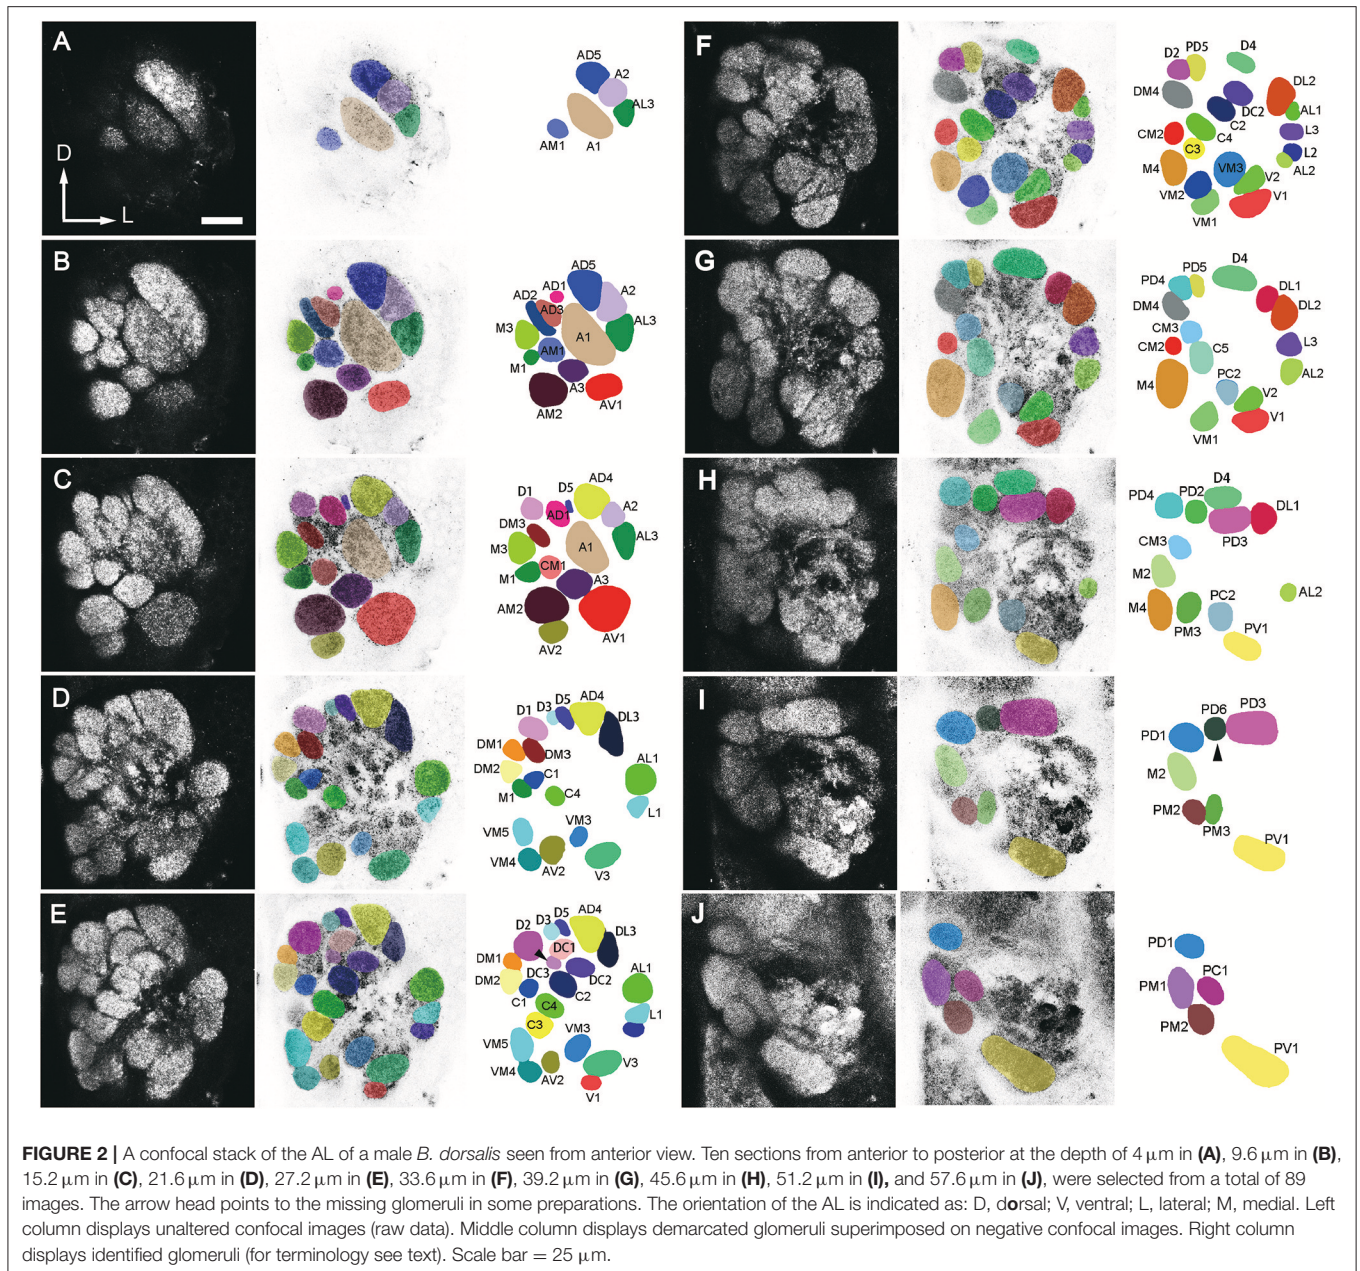 A
D
L
AD5
A2
AL3
AM1
A1
B
AD5
AD1
A2
AD2
AD3
M3
AL3
A1
AM1
M1
A3
AM2
AV1
C
D5
AD4
D1
AD1
A2
DM3
AL3
M3
A1
CM1
M1
A3
AM2
AV1
AV2
D
D5
AD4
D3
D1
DL3
DM1
DM3
AL1
DM2
C1
M1
C4
L1
VM3
VM5
VM4
AV2
V3
E
D5
AD4
D3
D2
DL3
DC1
DM1
AL1
DM2
DC3
DC2
C1
C2
C4
L1
C3
VM3
VM5
V3
VM4
AV2
V1
F
D2
PD5
D4
DL2
DM4
AL1
DC2
C2
L3
CM2
C4
C3
L2
M4
VM3
AL2
V2
VM2
V1
VM1
G
D4
PD5
PD4
DL1
DM4
DL2
CM3
L3
CM2
C5
AL2
PC2
M4
V2
V1
VM1
H
D4
PD2
PD4
DL1
PD3
CM3
M2
AL2
M4
PC2
PM3
PV1
I
PD6
PD3
PD1
M2
PM2
PM3
PV1
J
PD1
PC1
PM1
PM2
PV1
FIGURE 2 | A confocal stack of the AL of a male B. dorsalis seen from anterior view. Ten sections from anterior to posterior at the depth of 4 μm in (A), 9.6 μm in (B),
15.2 μm in (C), 21.6 μm in (D), 27.2 μm in (E), 33.6 μm in (F), 39.2 μm in (G), 45.6 μm in (H), 51.2 μm in (I), and 57.6 μm in (J), were selected from a total of 89
images. The arrow head points to the missing glomeruli in some preparations. The orientation of the AL is indicated as: D, dorsal; V, ventral; L, lateral; M, medial. Left
column displays unaltered confocal images (raw data). Middle column displays demarcated glomeruli superimposed on negative confocal images. Right column
displays identified glomeruli (for terminology see text). Scale bar = 25 μm.